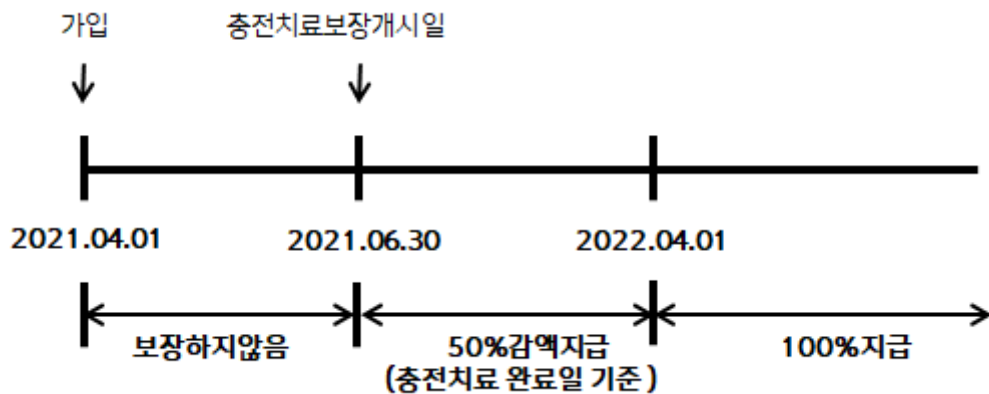 가입
충전치료보장개시일
2021.04.01
2021.06.30
2022.04.01
보장하지않음
50%감액지급
(충전치료 완료일 기준 )
100%지급